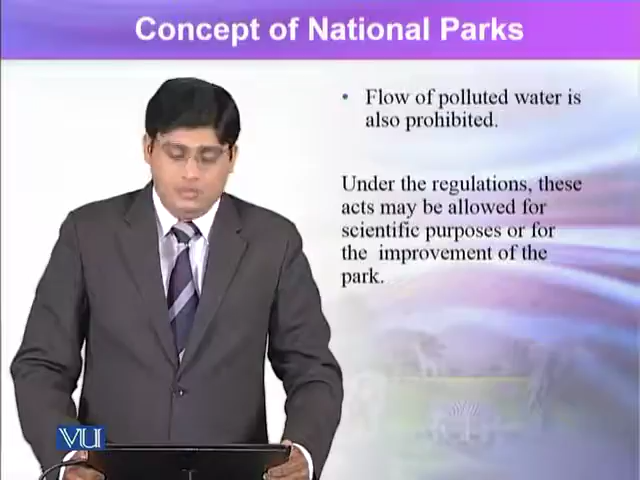 Concept of National Parks
• Flow of polluted water is
also prohibited.
Under the regulations, these
acts may be allowed for
scientific purposes or for
the improvement of the
park.
VU